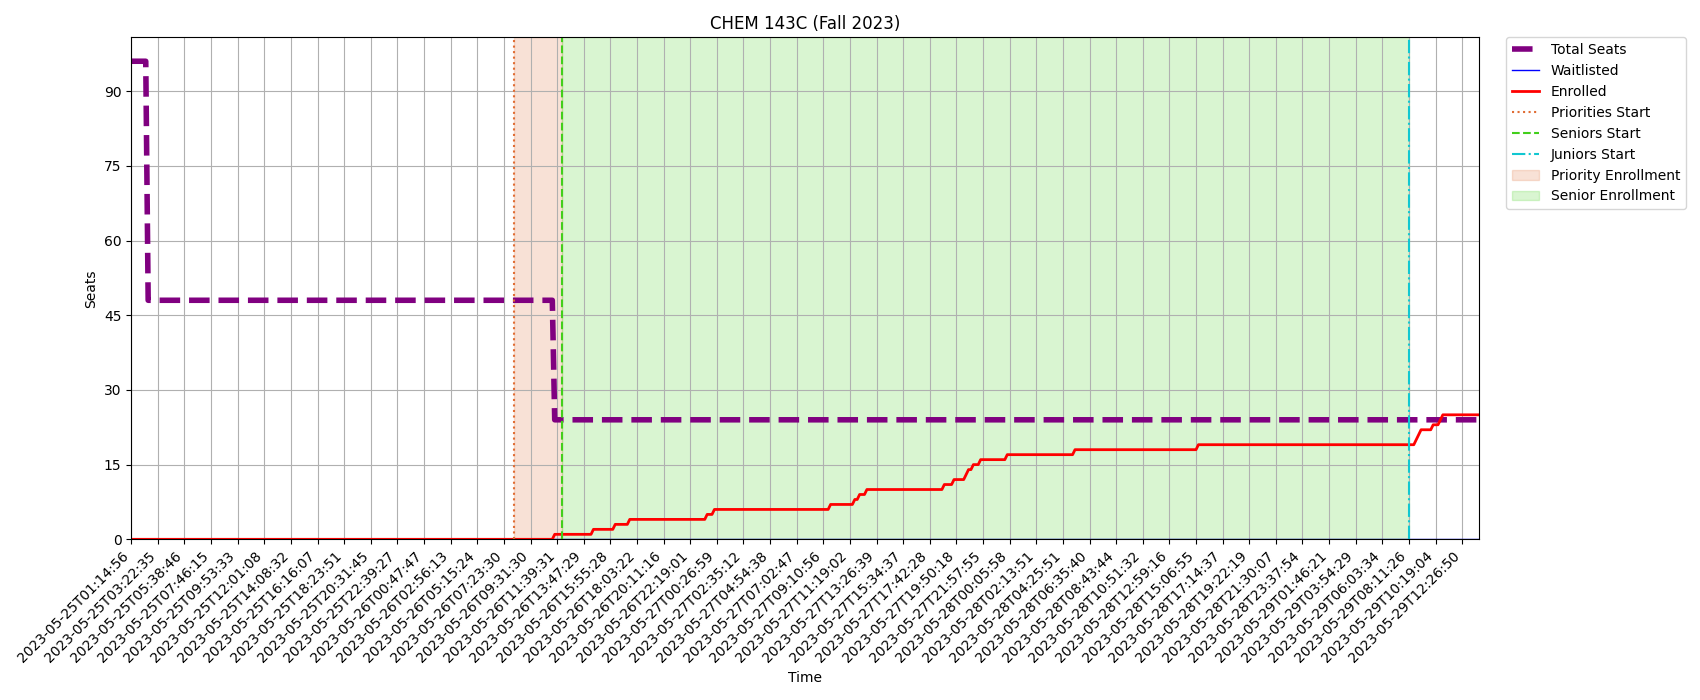 CHEM 143C (Fall 2023)
Total Seats
Waitlisted
Enrolled
Priorities Start
Seniors Start
Juniors Start
Priority Enrollment
Senior Enrollment
Seats
90
75
60
45
30
15
0
2023-05-25T01:14:56
2023-05-25T03:22:35
2023-05-25T05:38:46
2023-05-25T07:46:15
2023-05-25T09:53:33
2023-05-25T12:01:08
2023-05-25T14:08:32
2023-05-25T16:16:07
2023-05-25T18:23:51
2023-05-25T20:31:45
2023-05-25T22:39:27
2023-05-26T00:47:47
2023-05-26T02:56:13
2023-05-26T05:15:24
2023-05-26T07:23:30
2023-05-26T09:31:30
2023-05-26T11:39:31
2023-05-26T13:47:29
2023-05-26T15:55:28
2023-05-26T18:03:22
2023-05-26T20:11:16
2023-05-26T22:19:01
2023-05-27T00:26:59
2023-05-27T02:35:12
2023-05-27T04:54:38
2023-05-27T07:02:47
2023-05-27T09:10:56
2023-05-27T11:19:02
2023-05-27T13:26:39
2023-05-27T15:34:37
2023-05-27T17:42:28
2023-05-27T19:50:18
2023-05-27T21:57:55
2023-05-28T00:05:58
2023-05-28T02:13:51
2023-05-28T04:25:51
2023-05-28T06:35:40
2023-05-28T08:43:44
2023-05-28T10:51:32
2023-05-28T12:59:16
2023-05-28T15:06:55
2023-05-28T17:14:37
2023-05-28T19:22:19
2023-05-28T21:30:07
2023-05-28T23:37:54
2023-05-29T01:46:21
2023-05-29T03:54:29
2023-05-29T06:03:34
2023-05-29T08:11:26
2023-05-29T10:19:04
2023-05-29T12:26:50
Time